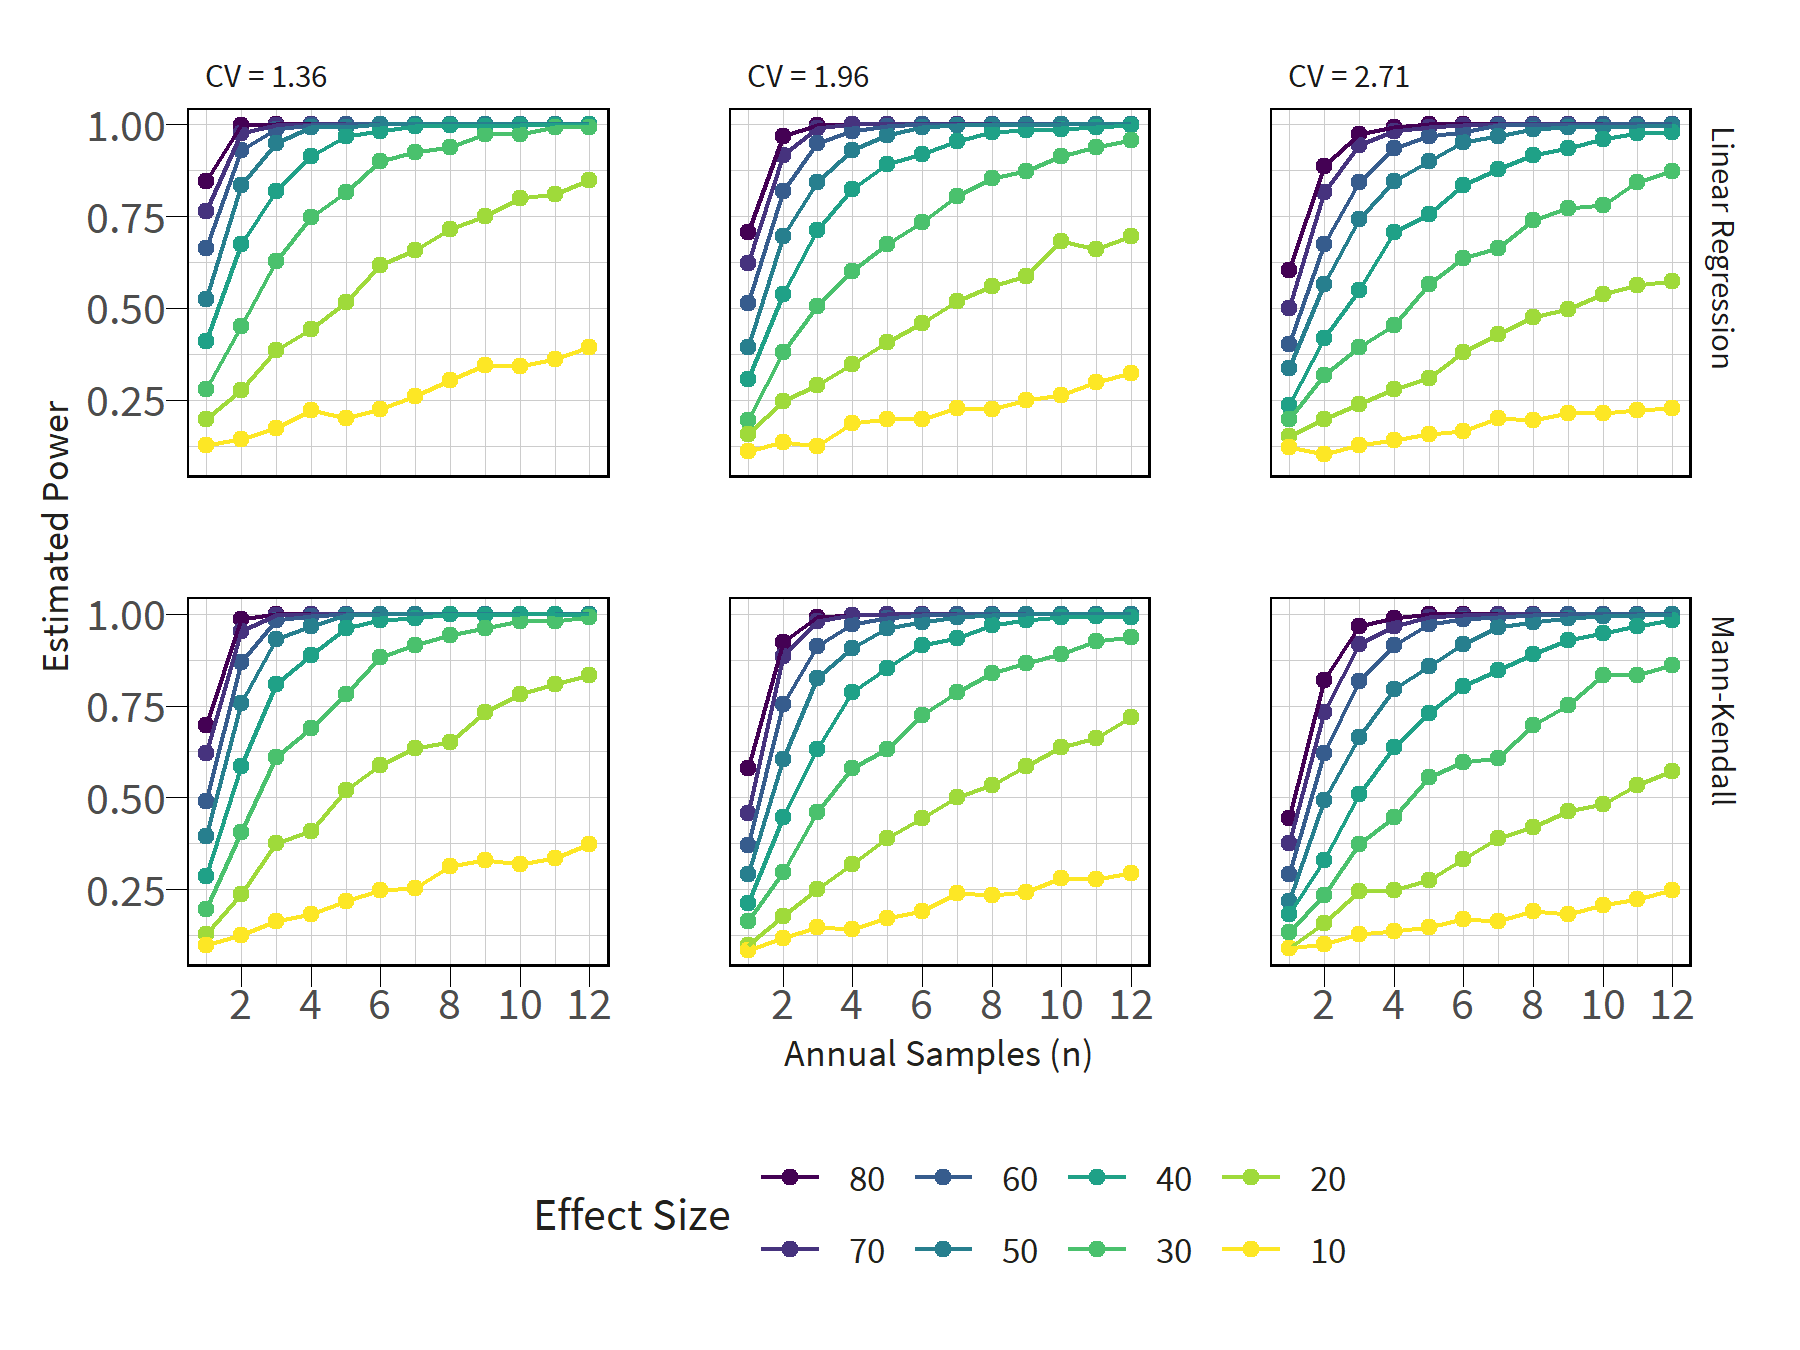 CV = 1.36
CV = 1.96
CV = 2.71
1.00
0.75
0.50
0.25
Linear Regression
Estimated Power
1.00
0.75
0.50
0.25
Mann-Kendall
2 4 6 8 10 12
2 4 6 8 10 12
2 4 6 8 10 12
Annual Samples (n)
Effect Size
80 60 40 20
70 50 30 10